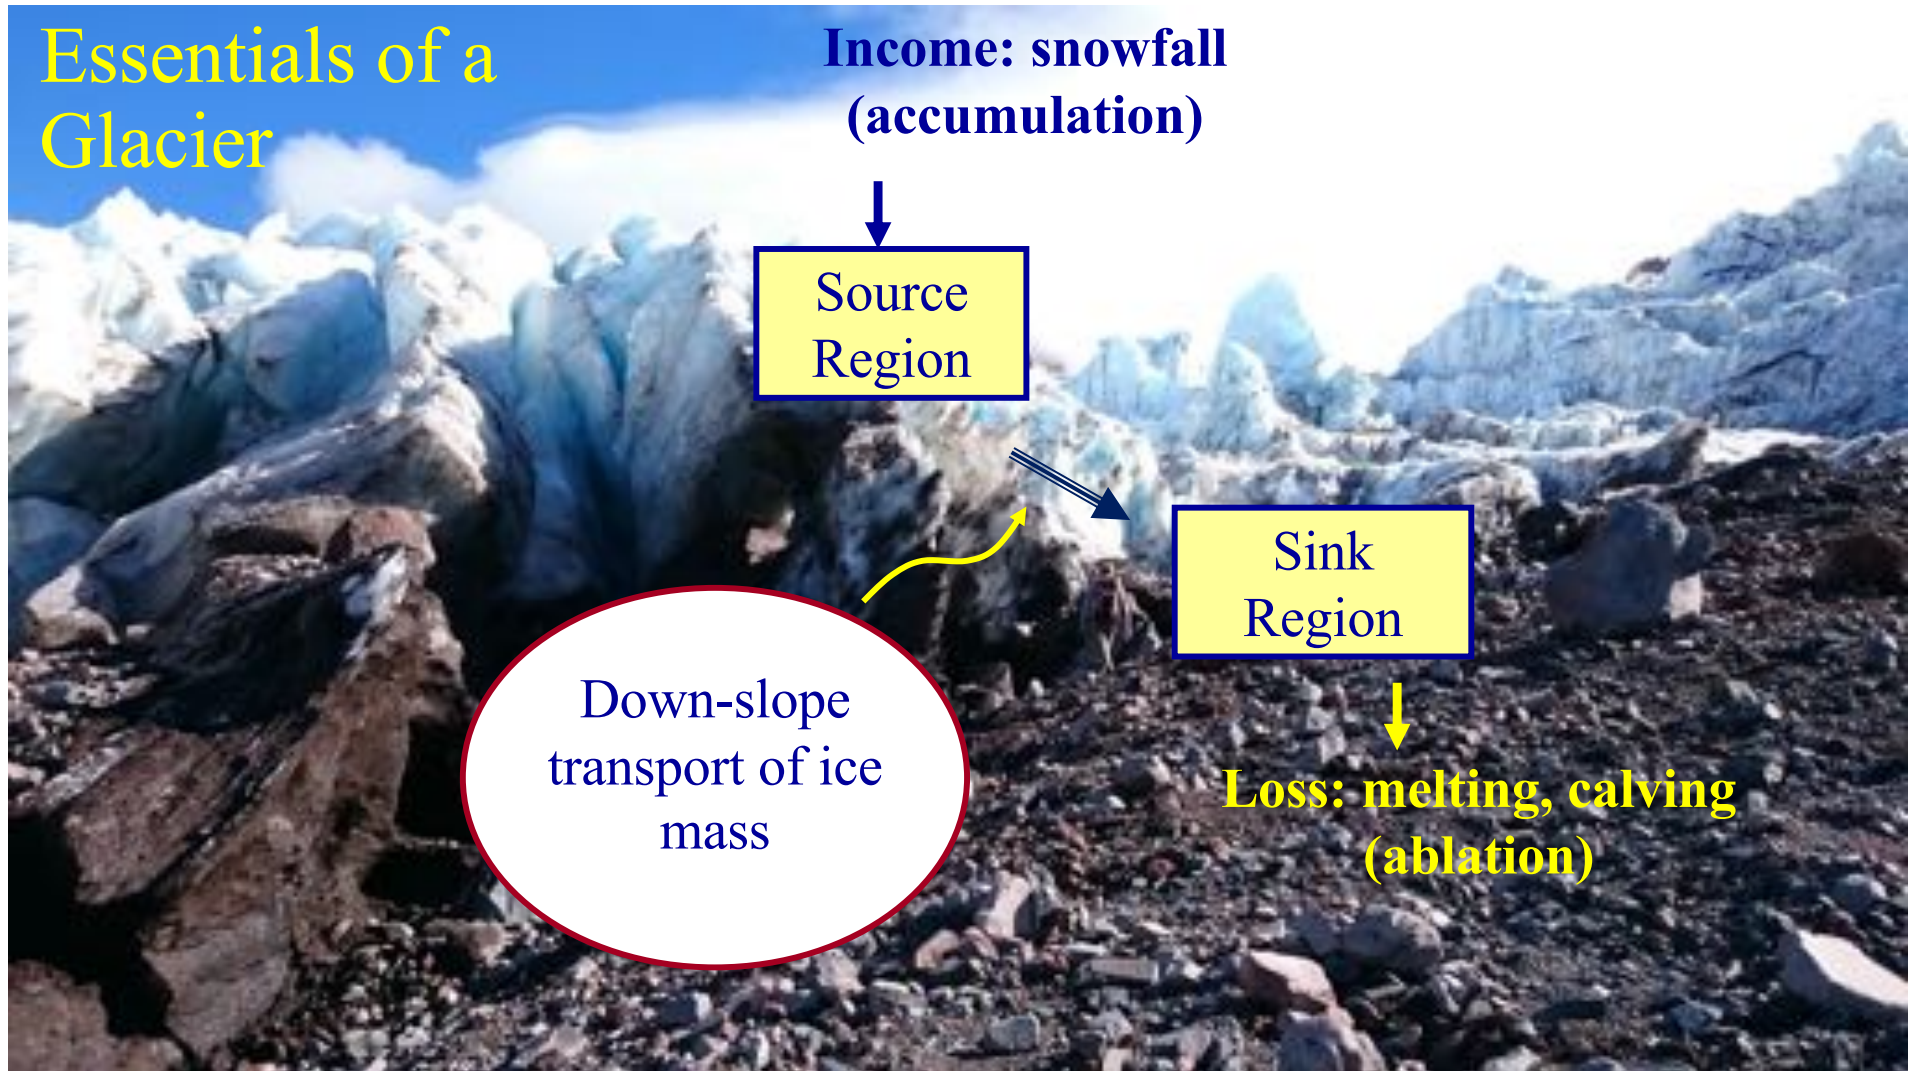 Essentials of a
Glacier
Income: snowfall
(accumulation)
Source
Region
Sink
Region
Down-slope
transport of ice
mass
Loss: melting, calving
(ablation)